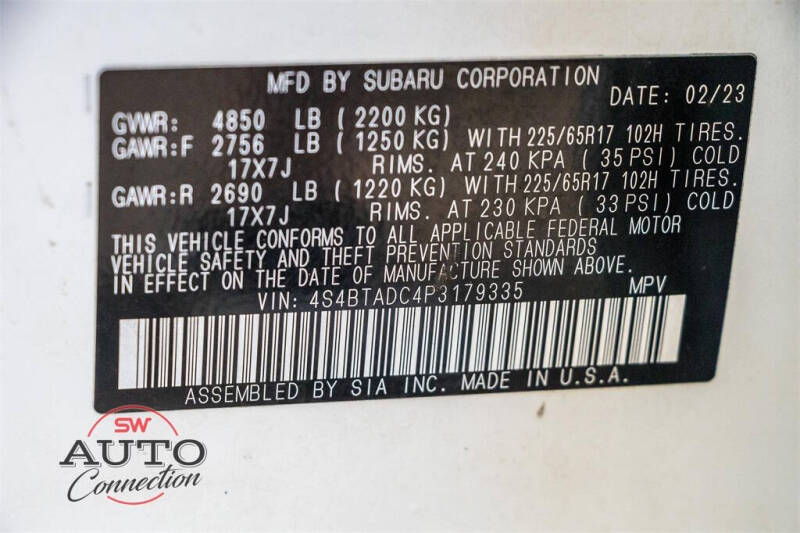 MFD BY SUBARU CORPORATION
DATE: 02/23
GVWR: 4850 LB ( 2200 KG)
GAWR:F 2756 LB ( 1250 KG) WITH 225/65R17 102H TIRES.
17X7J RIMS. AT 240 KPA ( 35 PSI) COLD
GAWR:R 2690 LB ( 1220 KG) WITH 225/65R17 102H TIRES.
17X7J RIMS. AT 230 KPA ( 33 PSI) COLD
THIS VEHICLE CONFORMS TO ALL APPLICABLE FEDERAL MOTOR
VEHICLE SAFETY AND THEFT PREVENTION STANDARDS
IN EFFECT ON THE DATE OF MANUFACTURE SHOWN ABOVE.
VIN: 4S4BTADC4P3179335 MPV
ASSEMBLED BY SIA INC. MADE IN U.S.A.
SW
AUTO
Connection